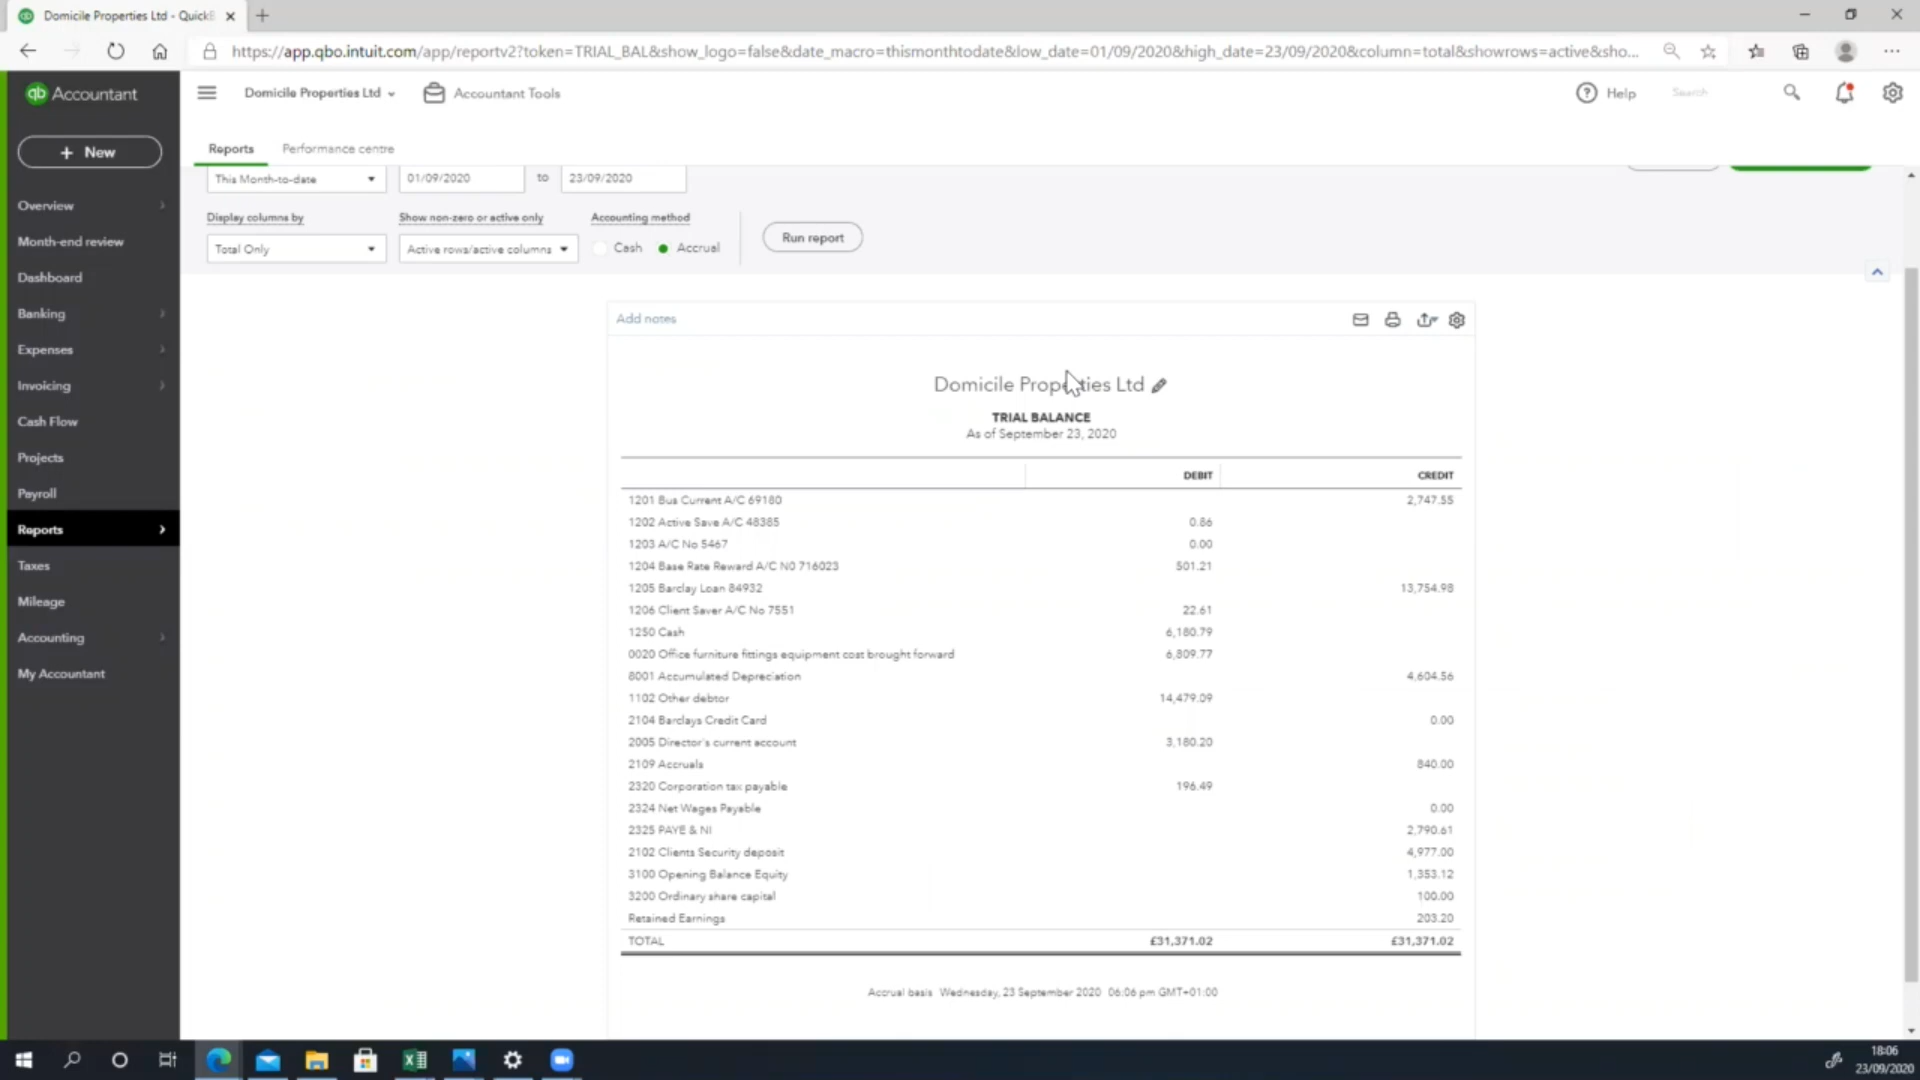 Domicile Properties Ltd - QuickB
https://app.qbo.intuit.com/app/reportv2?token=TRIAL_BAL&show_logo=false&date_macro=thismonthtodate&low_date=01/09/2020&high_date=23/09/2020&column=total&showrows=active&sho...
qb Accountant
Domicile Properties Ltd
Accountant Tools
Help
Search
+ New
Reports
Performance centre
This Month-to-date
01/09/2020
to
23/09/2020
Display columns by
Show non-zero or active only
Accounting method
Total Only
Active rows/active columns
Cash
Accrual
Run report
Overview
Month-end review
Dashboard
Banking
Expenses
Invoicing
Cash Flow
Projects
Payroll
Reports
Taxes
Mileage
Accounting
My Accountant
Add notes
Domicile Properties Ltd
TRIAL BALANCE
As of September 23, 2020
DEBIT CREDIT
1201 Bus Current A/C 69180 2,747.55
1202 Active Save A/C 48385 0.86
1203 A/C No 5467 0.00
1204 Base Rate Reward A/C N0 716023 501.21
1205 Barclay Loan 84932 13,754.98
1206 Client Saver A/C No 7551 22.61
1250 Cash 6,180.79
0020 Office furniture fittings equipment cost brought forward 6,809.77
8001 Accumulated Depreciation 4,604.56
1102 Other debtor 14,479.09
2104 Barclays Credit Card 0.00
2005 Director's current account 3,180.20
2109 Accruals 840.00
2320 Corporation tax payable 196.49
2324 Net Wages Payable 0.00
2325 PAYE & NI 2,790.61
2102 Clients Security deposit 4,977.00
3100 Opening Balance Equity 1,353.12
3200 Ordinary share capital 100.00
Retained Earnings 203.20
TOTAL £31,371.02 £31,371.02
Accrual basis Wednesday, 23 September 2020 06:06 pm GMT+01:00
18:06
23/09/2020